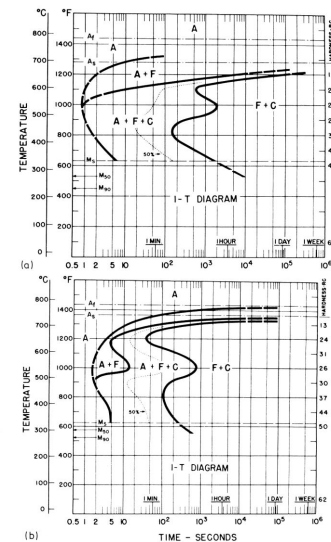 °C °F
800
A
Af
1400
As
700
A + F
1200
600
A
1000
F + C
500
A + F + C
800
400
Ms
600
50%
300
M50
M90
400
I-T DIAGRAM
200
100
200
1 MIN
1 HOUR
1 DAY
1 WEEK
0
(a)
0.5 1 2 5 10 10² 10³ 10⁴ 10⁵ 10⁶
TEMPERATURE
HARDNESS RC
°C °F
800
A
Af
1400
As
700
13
A
1200
24
600
31
A + F
A + F + C
F + C
1000
26
500
30
800
37
400
50%
44
Ms
600
50
300
M50
M90
400
I-T DIAGRAM
200
100
200
1 MIN
1 HOUR
1 DAY
1 WEEK
62
0
0.5 1 2 5 10 10² 10³ 10⁴ 10⁵ 10⁶
(b)
TIME – SECONDS
TEMPERATURE
HARDNESS RC